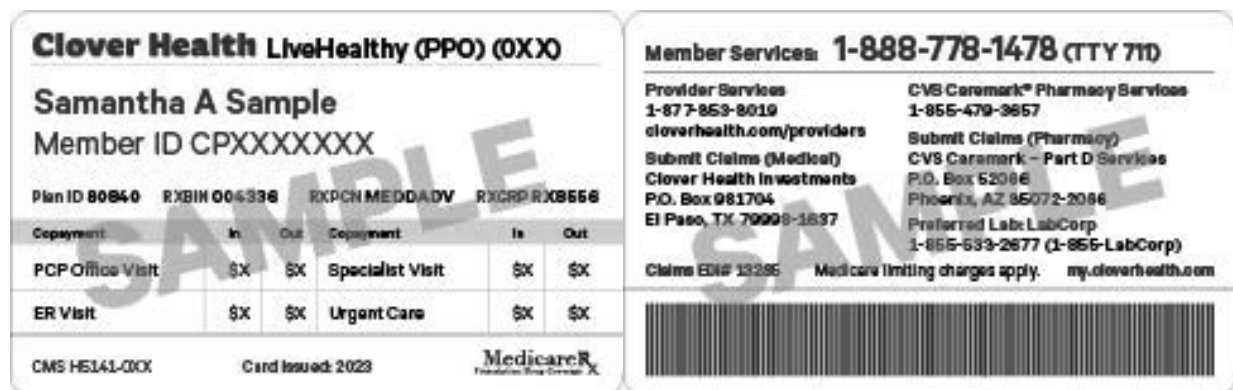 Clover Health LiveHealthy (PPO) (0XX)
Samantha A Sample
Member ID CPXXXXXXX
Plan ID 80840 RXBIN 004336 RXPCN MEDDADV RXGRP RX8556
Copayment In Out Copayment In Out
PCP Office Visit $X $X Specialist Visit $X $X
ER Visit $X $X Urgent Care $X $X
CMS H5141-0XX Card Issued: 2023 MedicareRx
Prescription Drug Coverage
SAMPLE
Member Services: 1-888-778-1478 (TTY 711)
Provider Services
1-877-853-8019
cloverhealth.com/providers
Submit Claims (Medical)
Clover Health Investments
P.O. Box 981704
El Paso, TX 79998-1637
CVS Caremark® Pharmacy Services
1-855-479-3657
Submit Claims (Pharmacy)
CVS Caremark – Part D Services
P.O. Box 52066
Phoenix, AZ 85072-2066
Preferred Lab: LabCorp
1-855-533-2677 (1-855-LabCorp)
Claims EDI# 13285 Medicare limiting charges apply. my.cloverhealth.com
SAMPLE